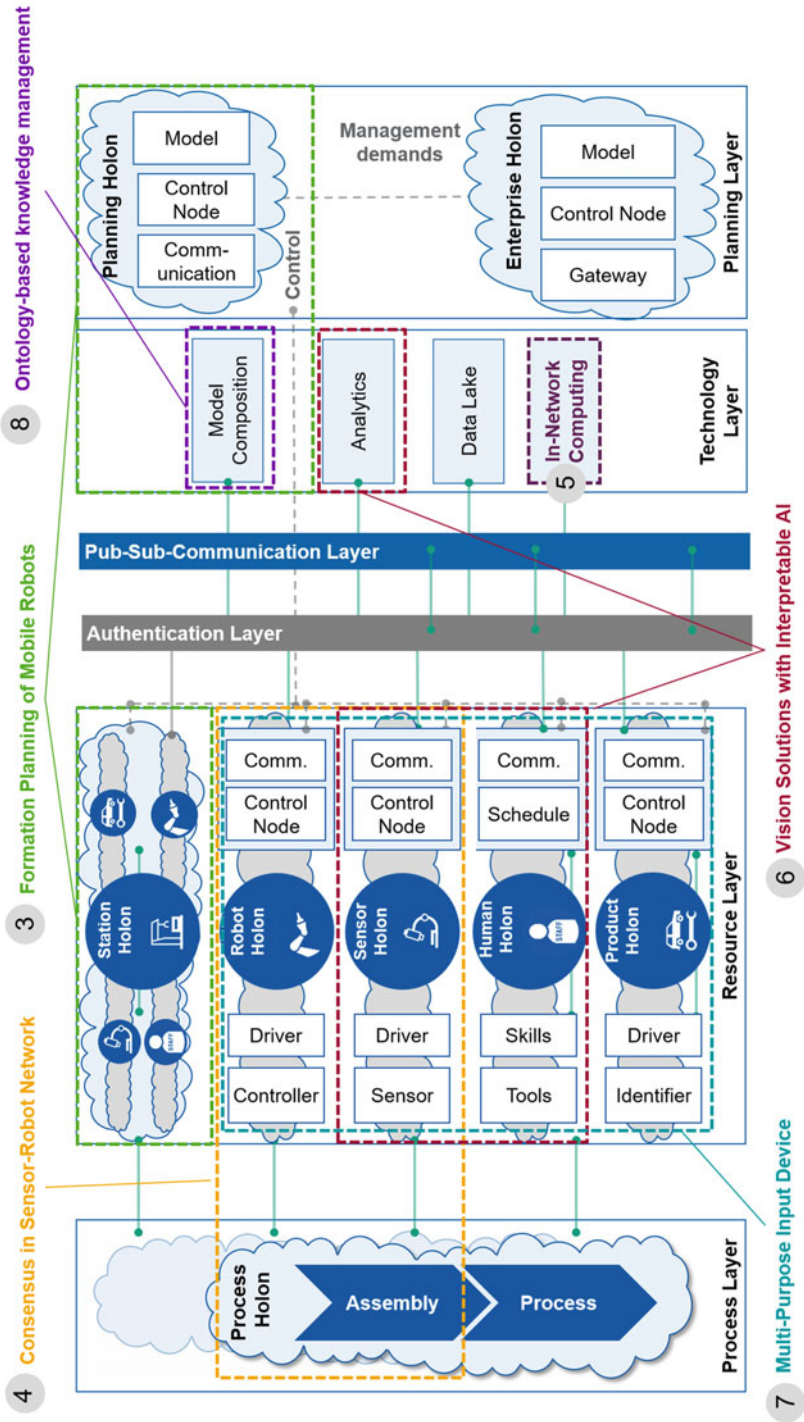 4
Consensus in Sensor-Robot Network
3
Formation Planning of Mobile Robots
8
Ontology-based knowledge management
Process
Holon
Assembly
Process
Process Layer
Station
Holon
STAFF
Controller
Driver
Robot
Holon
Control
Node
Comm.
Sensor
Driver
Sensor
Holon
Control
Node
Comm.
Tools
Skills
Human
Holon
STAFF
Schedule
Comm.
Identifier
Driver
Product
Holon
Control
Node
Comm.
Resource Layer
Authentication Layer
Pub-Sub-Communication Layer
Model
Composition
Analytics
Data Lake
5
In-Network
Computing
Technology
Layer
Control
Planning Holon
Comm-
unication
Control
Node
Model
Management
demands
Enterprise Holon
Gateway
Control Node
Model
Planning Layer
7
Multi-Purpose Input Device
6
Vision Solutions with Interpretable AI